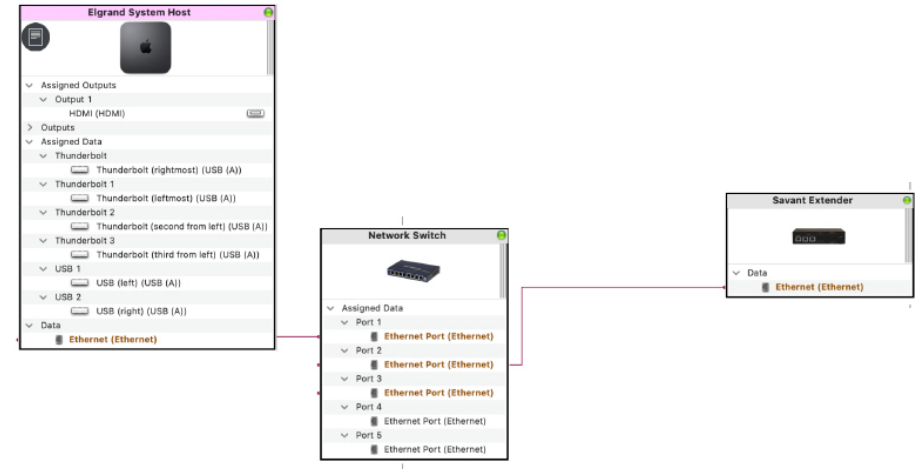 Elgrand System Host
Assigned Outputs
Output 1
HDMI (HDMI)
Outputs
Assigned Data
Thunderbolt
Thunderbolt (rightmost) (USB (A))
Thunderbolt 1
Thunderbolt (leftmost) (USB (A))
Thunderbolt 2
Thunderbolt (second from left) (USB (A))
Thunderbolt 3
Thunderbolt (third from left) (USB (A))
USB 1
USB (left) (USB (A))
USB 2
USB (right) (USB (A))
Data
Ethernet (Ethernet)
Network Switch
Assigned Data
Port 1
Ethernet Port (Ethernet)
Port 2
Ethernet Port (Ethernet)
Port 3
Ethernet Port (Ethernet)
Port 4
Ethernet Port (Ethernet)
Port 5
Ethernet Port (Ethernet)
Savant Extender
Data
Ethernet (Ethernet)